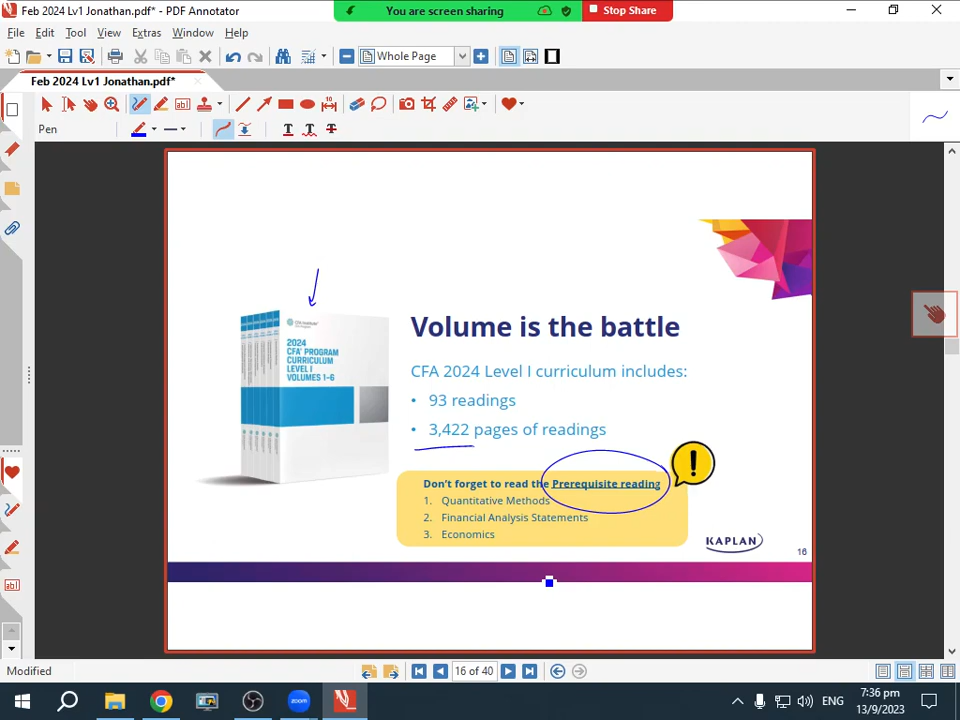 Feb 2024 Lv1 Jonathan.pdf* - PDF Annotator
You are screen sharing
Stop Share
File Edit Tool View Extras Window Help
Whole Page
Feb 2024 Lv1 Jonathan.pdf*
Pen
CFA Institute
2024
CFA® PROGRAM
CURRICULUM
LEVEL I
VOLUMES 1-6
Volume is the battle
CFA 2024 Level I curriculum includes:
• 93 readings
• 3,422 pages of readings
Don't forget to read the Prerequisite reading
1. Quantitative Methods
2. Financial Analysis Statements
3. Economics
KAPLAN
16
Modified
16 of 40
zoom
ENG
7:36 pm
13/9/2023